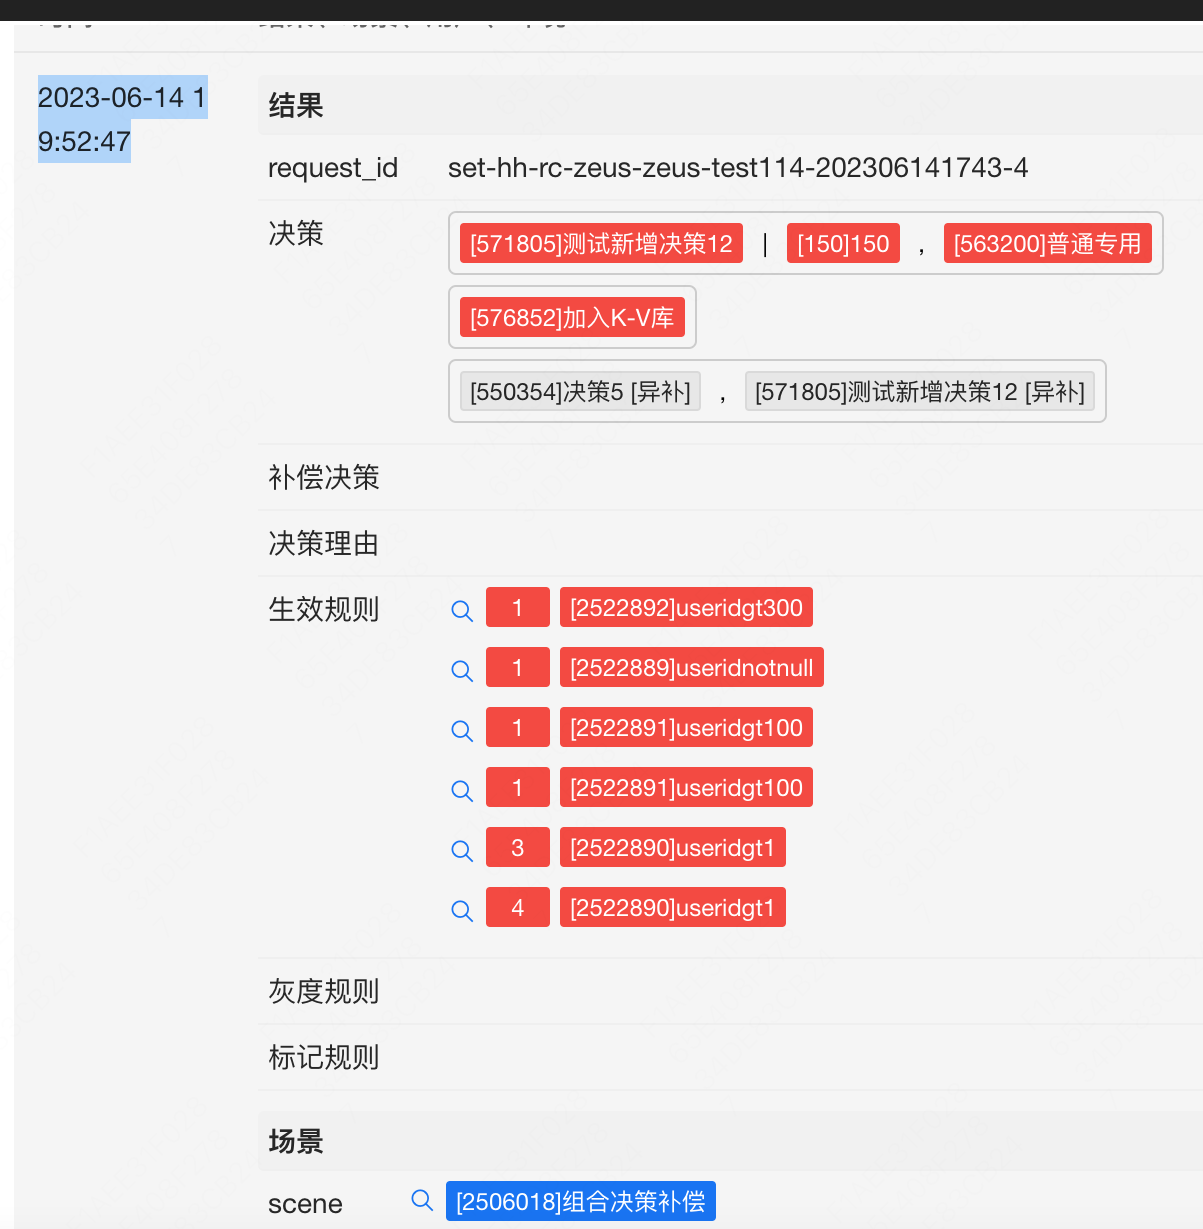 2023-06-14 1
9:52:47
结果
request_id set-hh-rc-zeus-zeus-test114-202306141743-4
决策 [571805]测试新增决策12 | [150]150 , [563200]普通专用
[576852]加入K-V库
[550354]决策5 [异补] , [571805]测试新增决策12 [异补]
补偿决策
决策理由
生效规则 1 [2522892]useridgt300
1 [2522889]useridnotnull
1 [2522891]useridgt100
1 [2522891]useridgt100
3 [2522890]useridgt1
4 [2522890]useridgt1
灰度规则
标记规则
场景
scene [2506018]组合决策补偿